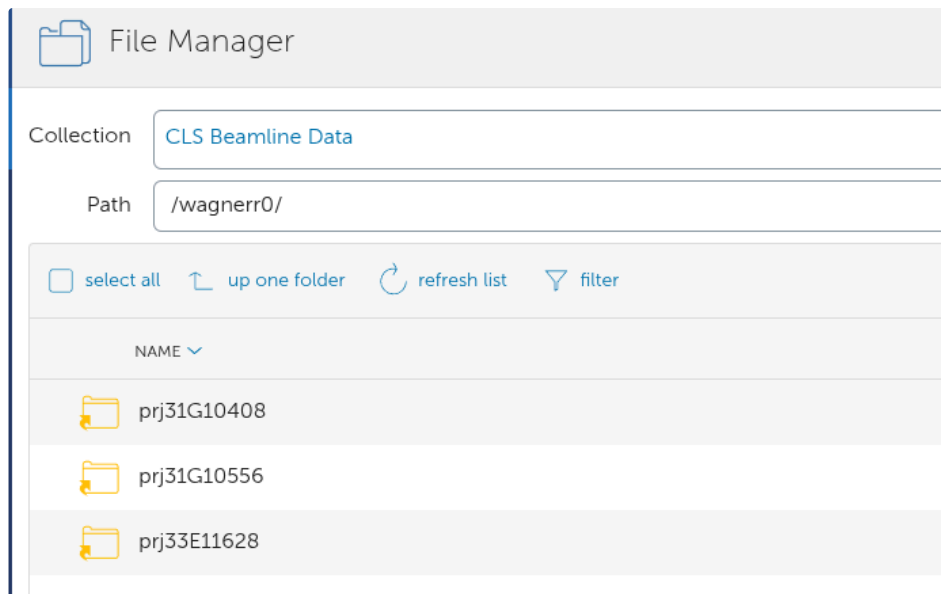 File Manager
Collection CLS Beamline Data
Path /wagnerr0/
select all up one folder refresh list filter
NAME
prj31G10408
prj31G10556
prj33E11628